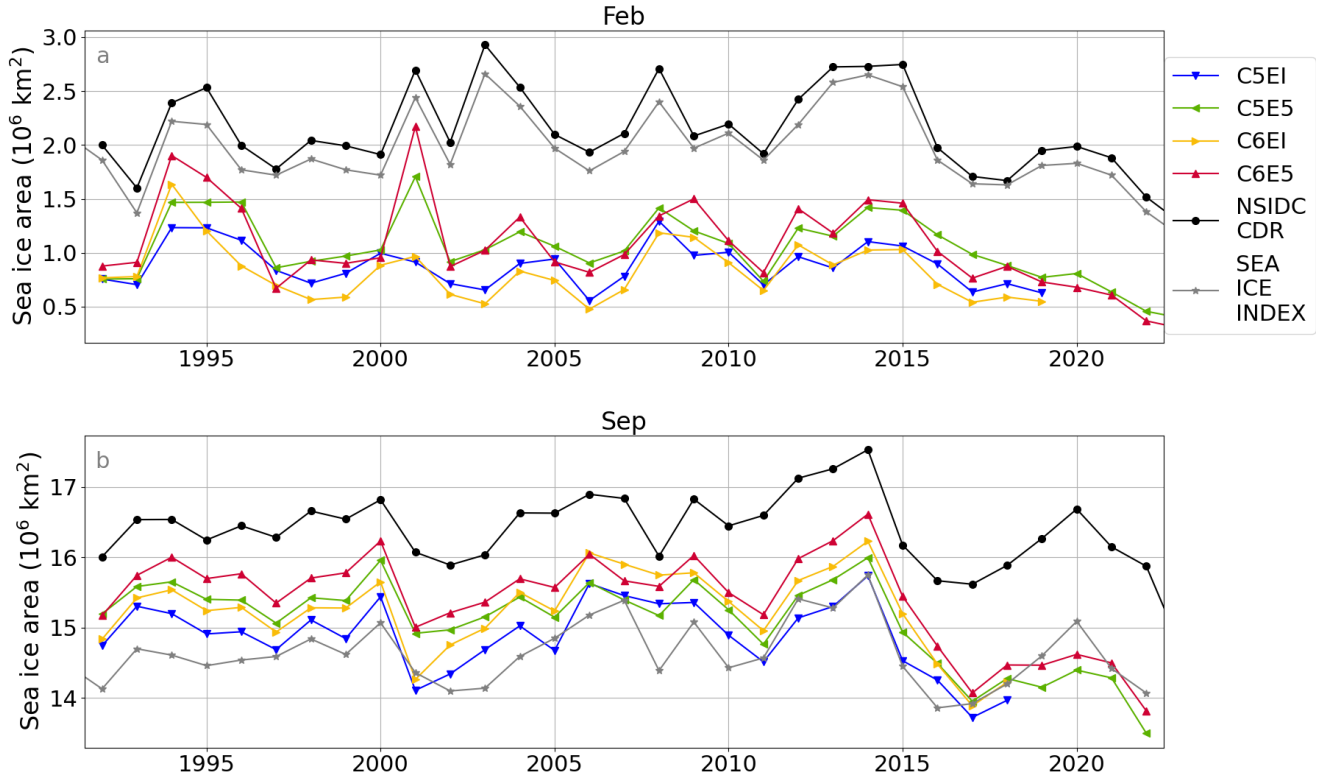 Feb
a
Sea ice area (10⁶ km²)
3.0
2.5
2.0
1.5
1.0
0.5
1995
2000
2005
2010
2015
2020
C5EI
C5E5
C6EI
C6E5
NSIDC
CDR
SEA
ICE
INDEX
Sep
b
Sea ice area (10⁶ km²)
17
16
15
14
1995
2000
2005
2010
2015
2020